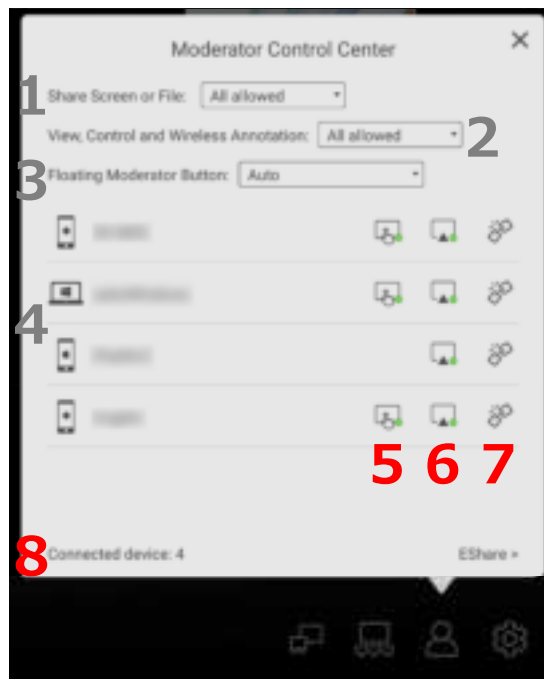 Moderator Control Center
1 Share Screen or File: All allowed
View, Control and Wireless Annotation: All allowed 2
3 Floating Moderator Button: Auto
4
5 6 7
8 Connected device: 4 EShare >